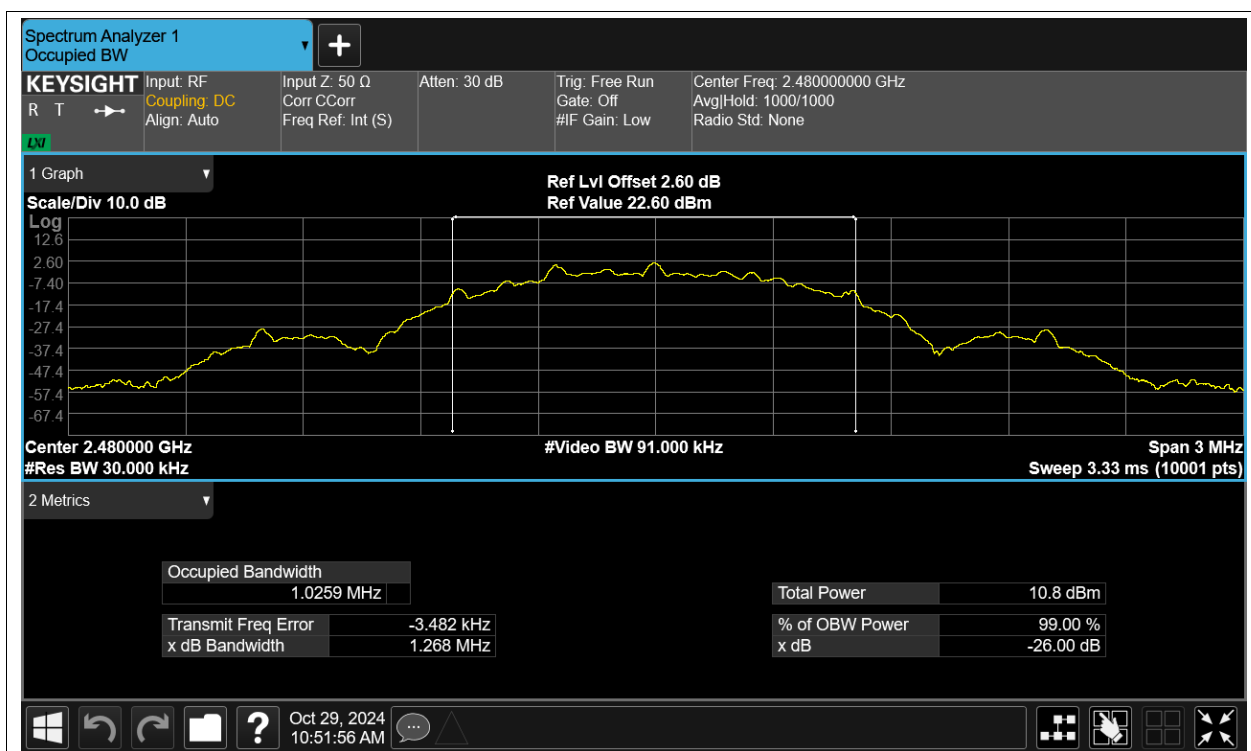 Spectrum Analyzer 1
Occupied BW
KEYSIGHT
R T
LXI
Input: RF
Coupling: DC
Align: Auto
Input Z: 50 Ω
Corr CCorr
Freq Ref: Int (S)
Atten: 30 dB
Trig: Free Run
Gate: Off
#IF Gain: Low
Center Freq: 2.480000000 GHz
Avg|Hold: 1000/1000
Radio Std: None
1 Graph
Scale/Div 10.0 dB
Ref Lvl Offset 2.60 dB
Ref Value 22.60 dBm
Log
12.6
2.60
-7.40
-17.4
-27.4
-37.4
-47.4
-57.4
-67.4
Center 2.480000 GHz
#Video BW 91.000 kHz
Span 3 MHz
#Res BW 30.000 kHz
Sweep 3.33 ms (10001 pts)
2 Metrics
Occupied Bandwidth
1.0259 MHz
Transmit Freq Error -3.482 kHz
x dB Bandwidth 1.268 MHz
Total Power 10.8 dBm
% of OBW Power 99.00 %
x dB -26.00 dB
?
Oct 29, 2024
10:51:56 AM